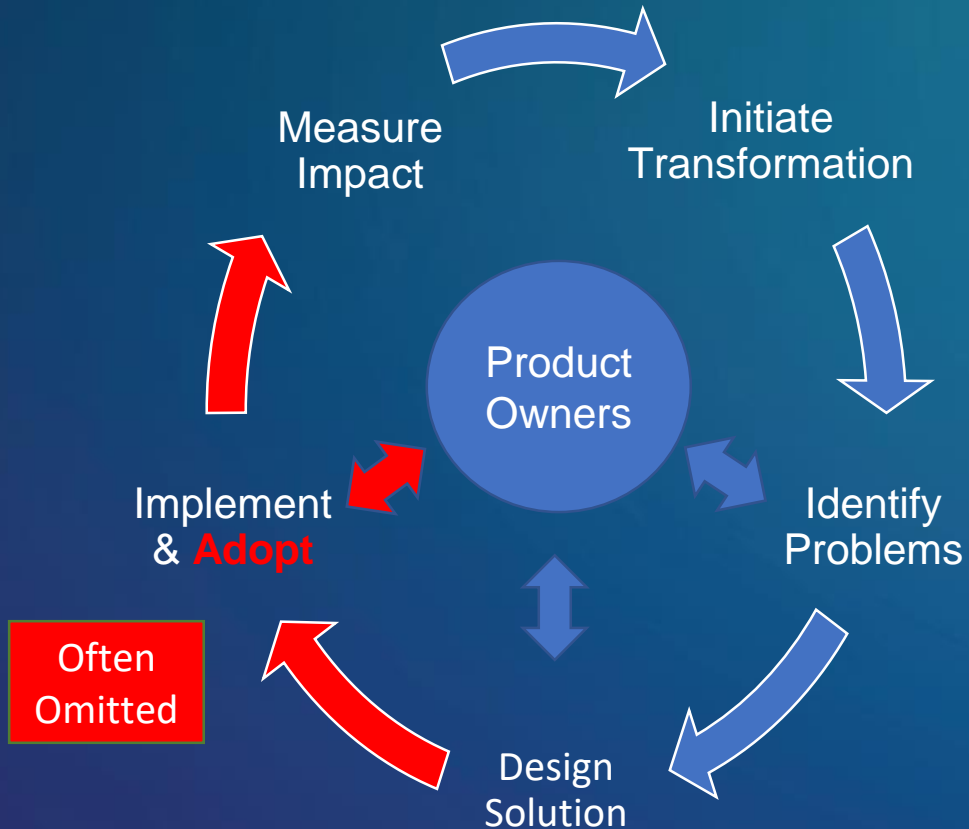 Measure
Impact
Initiate
Transformation
Product
Owners
Implement
& Adopt
Identify
Problems
Often
Omitted
Design
Solution